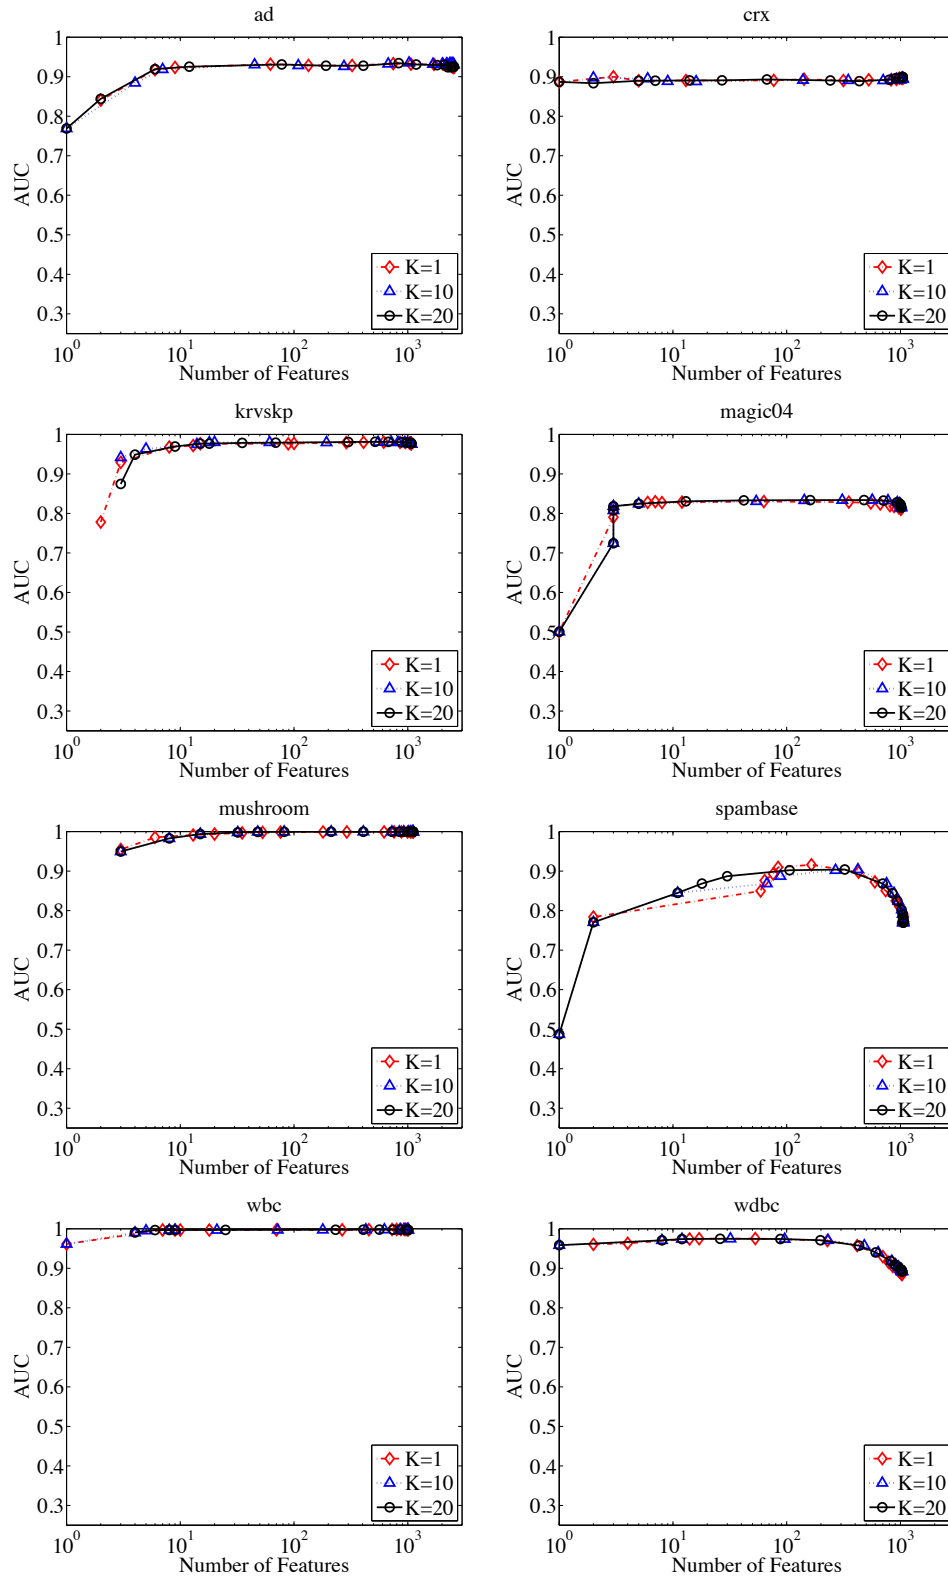 ad
1
0.9
0.8
0.7
0.6
0.5
0.4
0.3
AUC
K=1
K=10
K=20
10^0 10^1 10^2 10^3
Number of Features
crx
1
0.9
0.8
0.7
0.6
0.5
0.4
0.3
AUC
K=1
K=10
K=20
10^0 10^1 10^2 10^3
Number of Features
krvskp
1
0.9
0.8
0.7
0.6
0.5
0.4
0.3
AUC
K=1
K=10
K=20
10^0 10^1 10^2 10^3
Number of Features
magic04
1
0.9
0.8
0.7
0.6
0.5
0.4
0.3
AUC
K=1
K=10
K=20
10^0 10^1 10^2 10^3
Number of Features
mushroom
1
0.9
0.8
0.7
0.6
0.5
0.4
0.3
AUC
K=1
K=10
K=20
10^0 10^1 10^2 10^3
Number of Features
spambase
1
0.9
0.8
0.7
0.6
0.5
0.4
0.3
AUC
K=1
K=10
K=20
10^0 10^1 10^2 10^3
Number of Features
wbc
1
0.9
0.8
0.7
0.6
0.5
0.4
0.3
AUC
K=1
K=10
K=20
10^0 10^1 10^2 10^3
Number of Features
wdbc
1
0.9
0.8
0.7
0.6
0.5
0.4
0.3
AUC
K=1
K=10
K=20
10^0 10^1 10^2 10^3
Number of Features